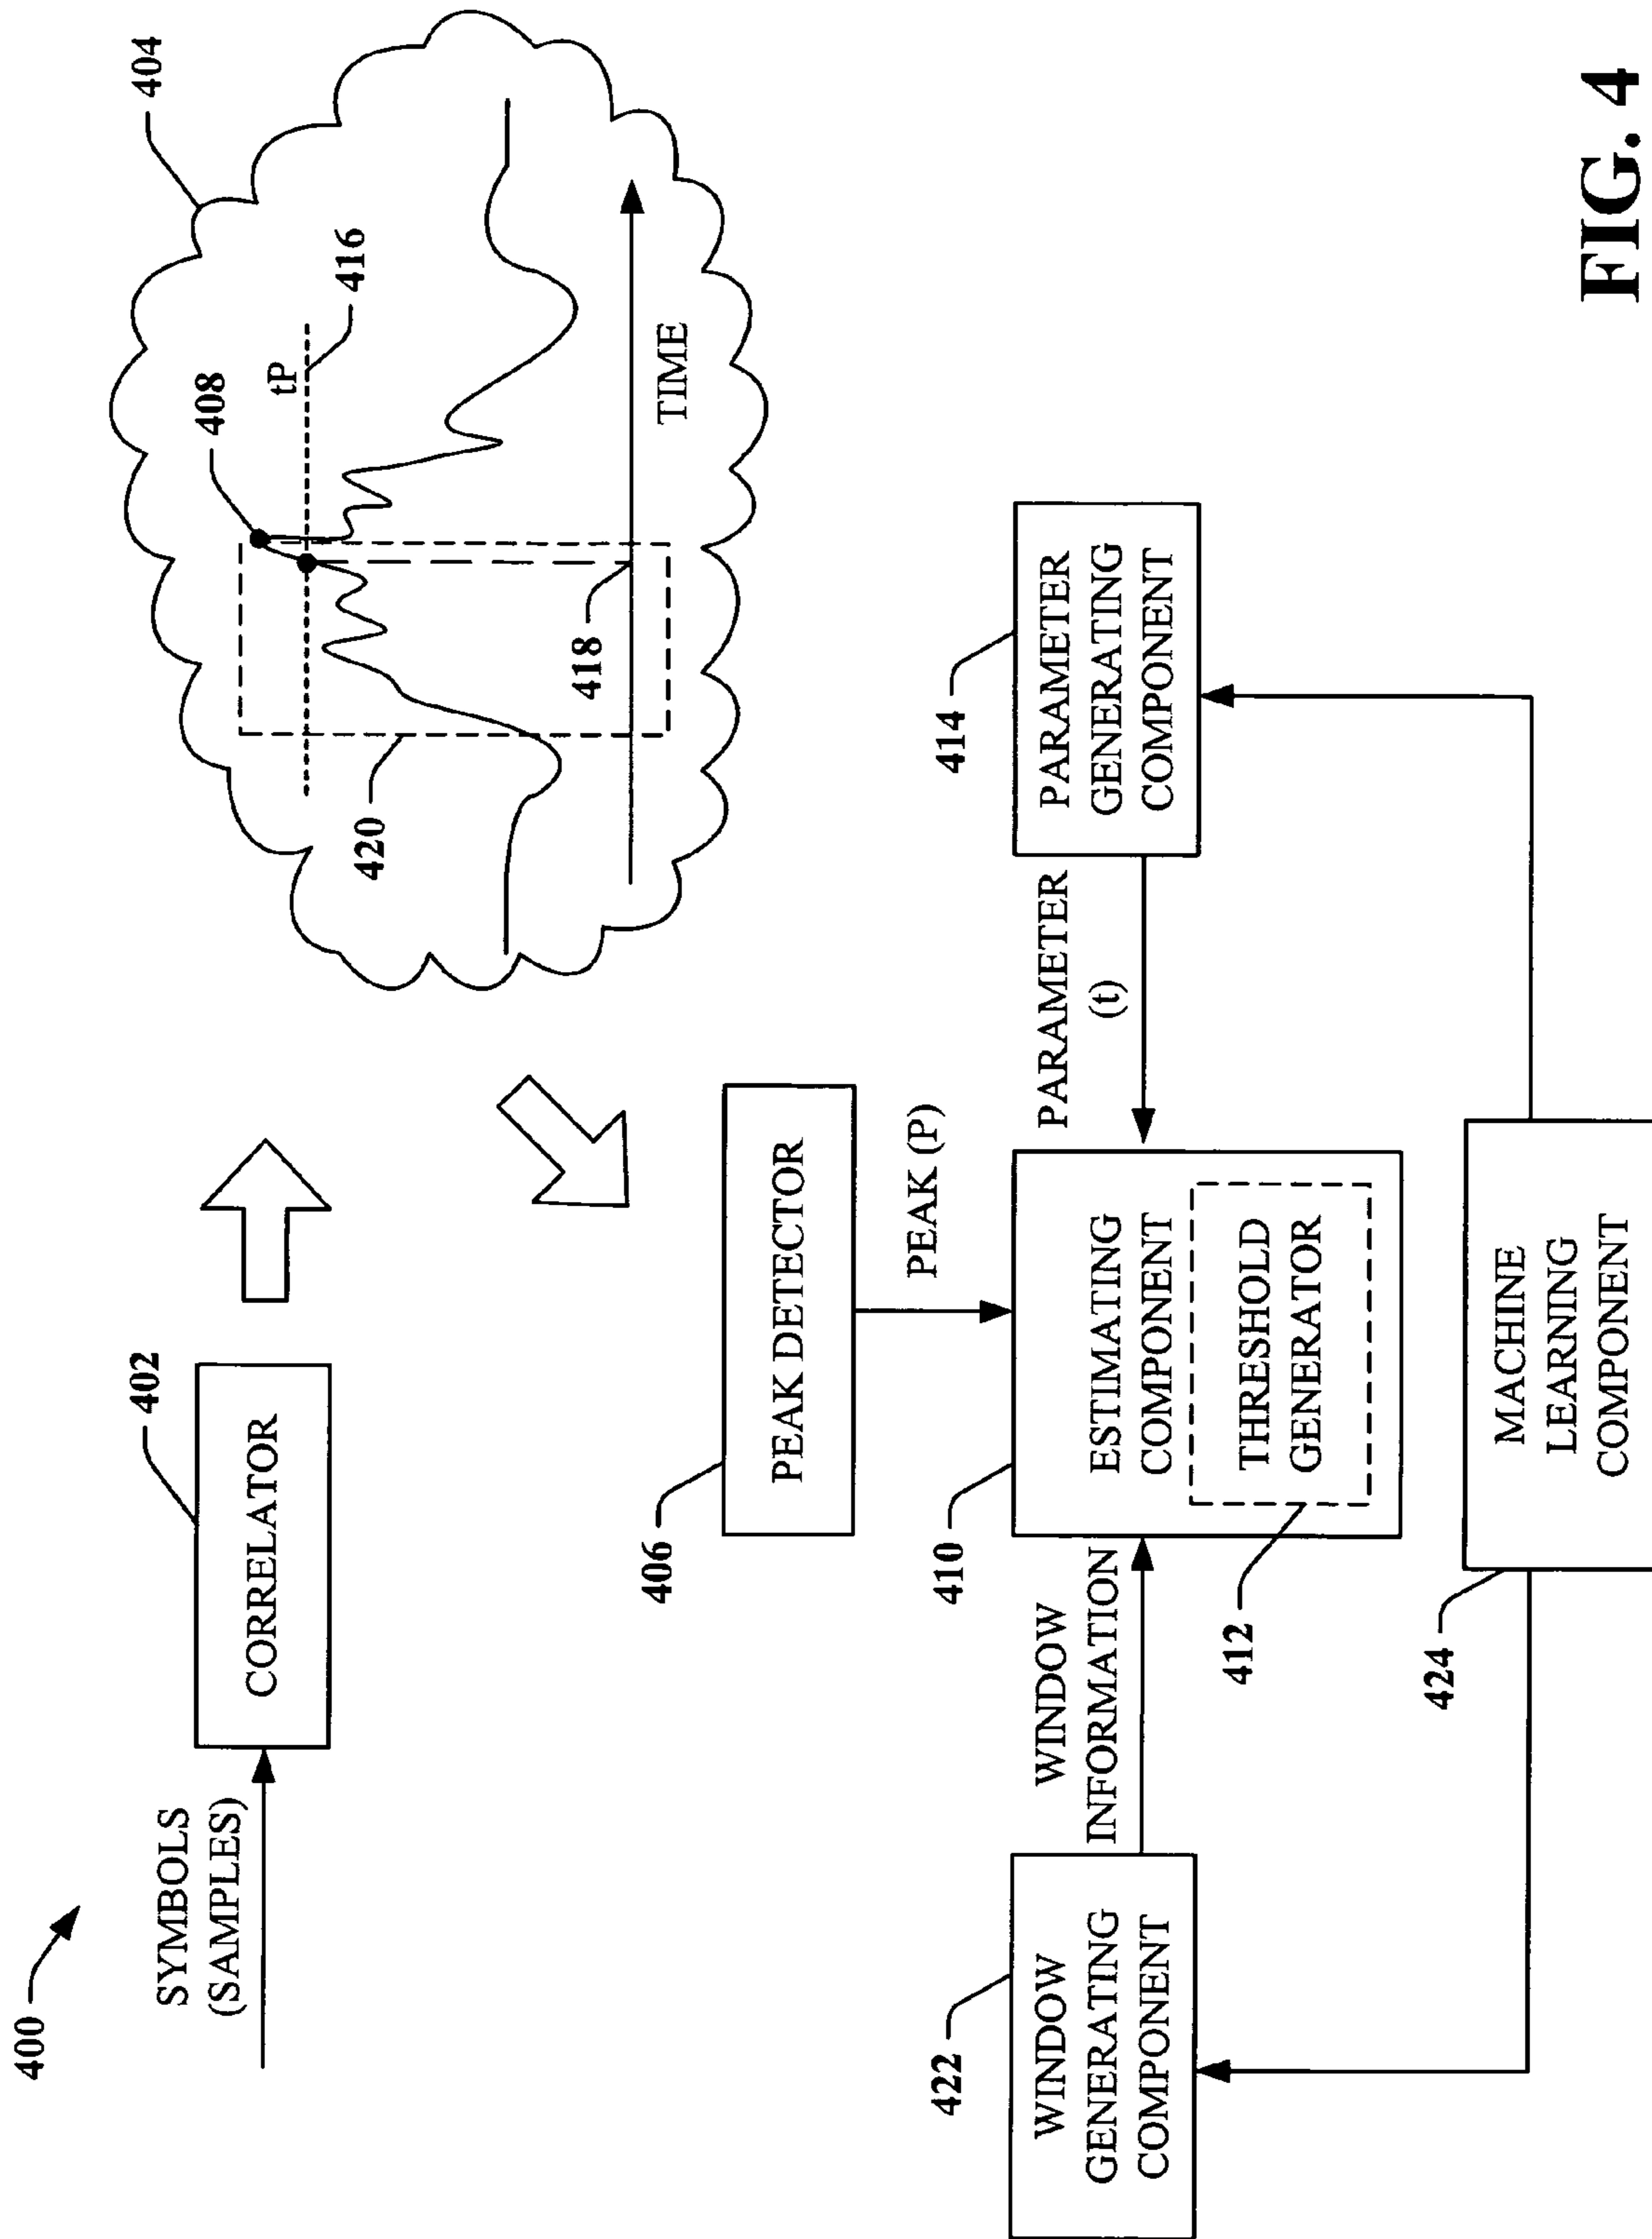 400
SYMBOLS
(SAMPLES)
402
CORRELATOR
404
408
tP
416
420
418
TIME
406
PEAK DETECTOR
PEAK (P)
422
WINDOW
GENERATING
COMPONENT
WINDOW
INFORMATION
410
ESTIMATING
COMPONENT
THRESHOLD
GENERATOR
412
PARAMETER
(t)
414
PARAMETER
GENERATING
COMPONENT
424
MACHINE
LEARNING
COMPONENT
FIG. 4